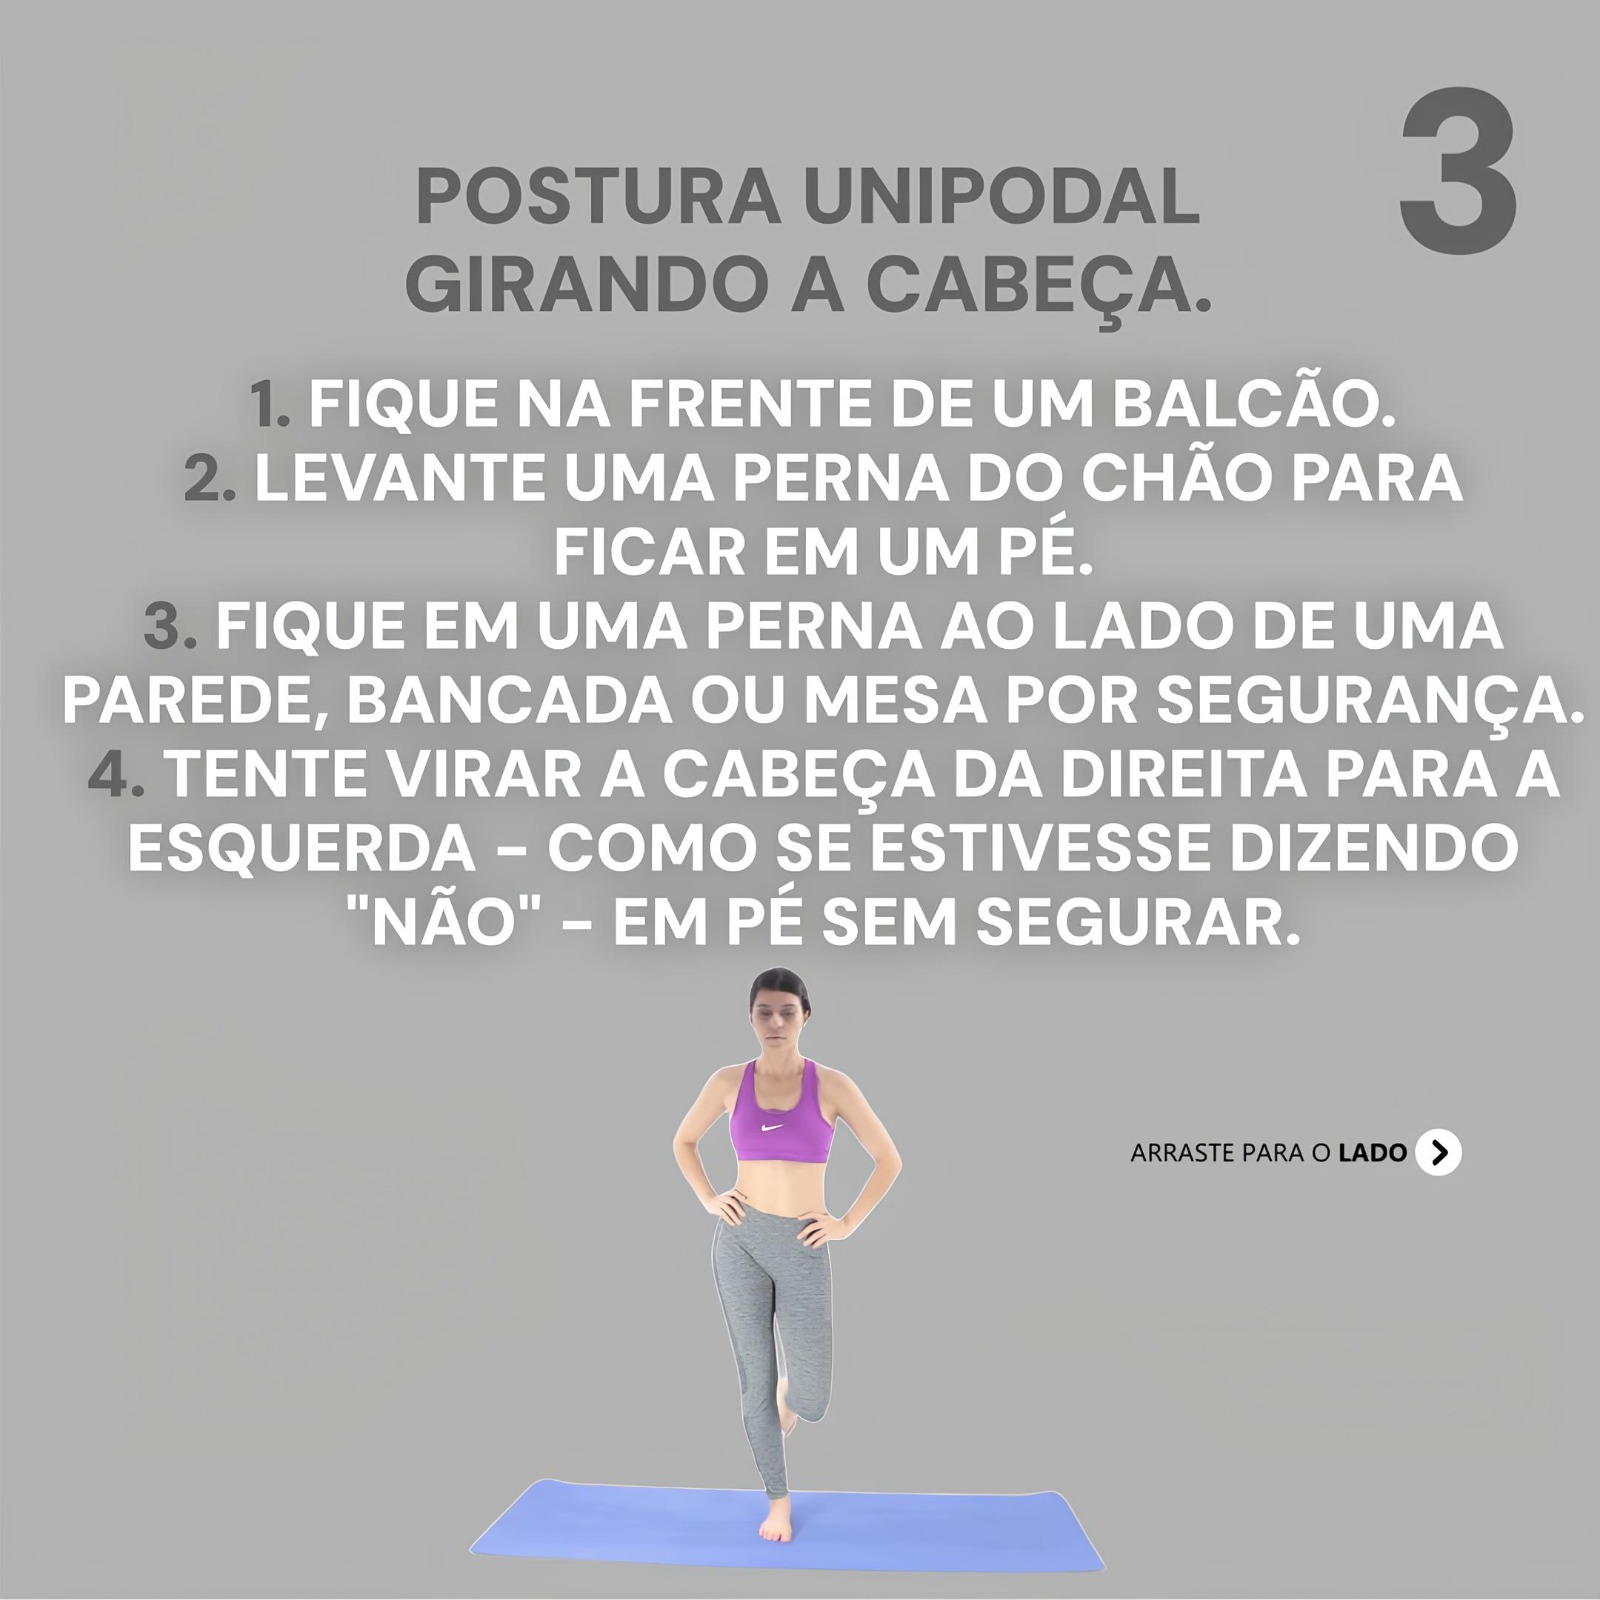 3
POSTURA UNIPODAL
GIRANDO A CABEÇA.
1. FIQUE NA FRENTE DE UM BALCÃO.
2. LEVANTE UMA PERNA DO CHÃO PARA
FICAR EM UM PÉ.
3. FIQUE EM UMA PERNA AO LADO DE UMA
PAREDE, BANCADA OU MESA POR SEGURANÇA.
4. TENTE VIRAR A CABEÇA DA DIREITA PARA A
ESQUERDA - COMO SE ESTIVESSE DIZENDO
"NÃO" - EM PÉ SEM SEGURAR.
ARRASTE PARA O LADO